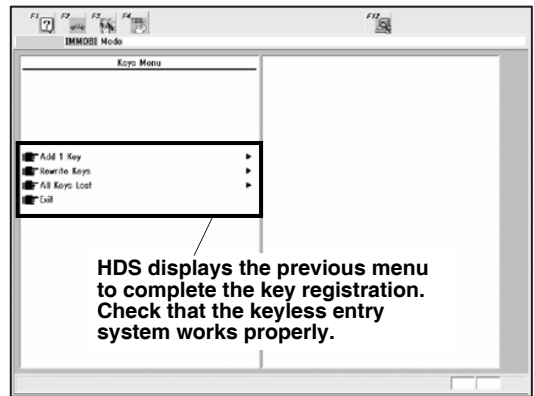 F1 F2 F3 F4 F12
IMMOBI Mode
Keys Menu
Add 1 Key
Rewrite Keys
All Keys Lost
Exit
HDS displays the previous menu
to complete the key registration.
Check that the keyless entry
system works properly.